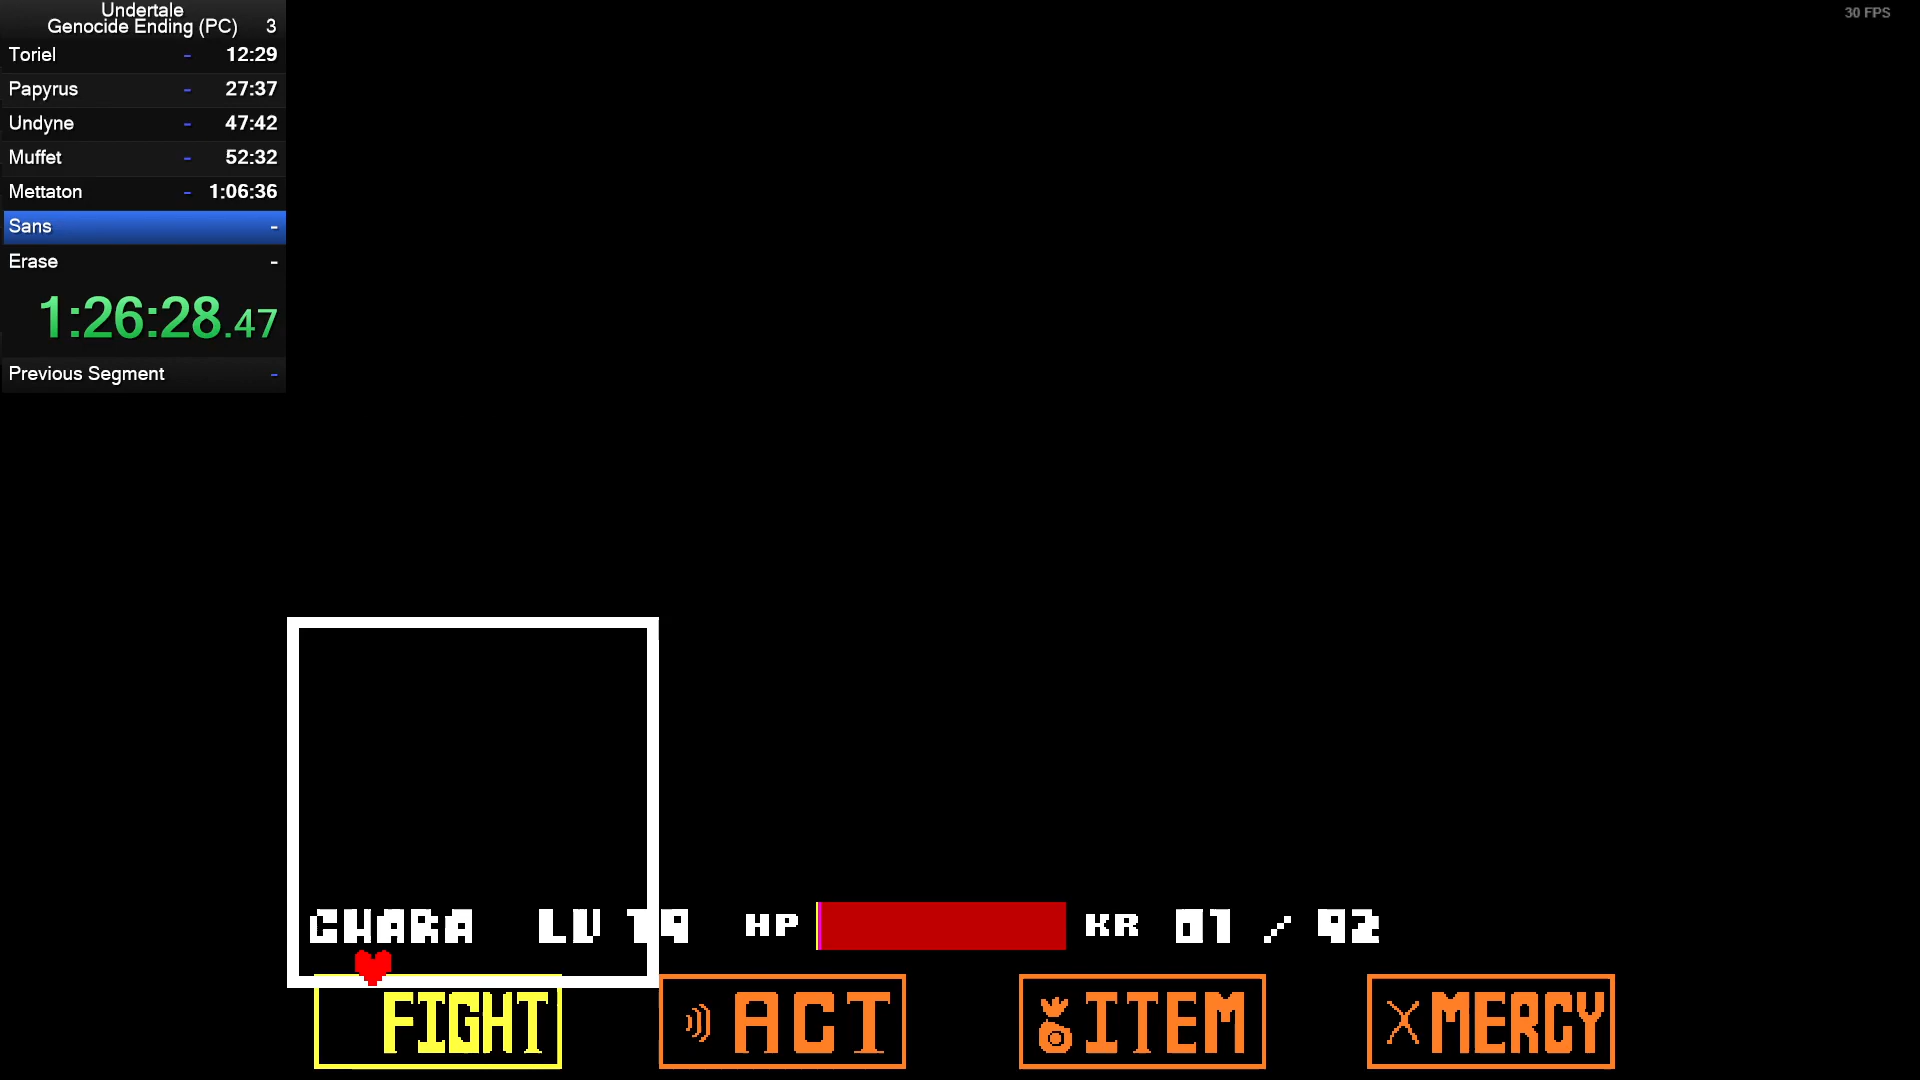 Undertale
Genocide Ending (PC) 3
30 FPS
Toriel - 12:29
Papyrus - 27:37
Undyne - 47:42
Muffet - 52:32
Mettaton - 1:06:36
Sans -
Erase -
1:26:28.47
Previous Segment -
CHARA LV 19 HP KR 01 / 92
FIGHT ACT ITEM MERCY